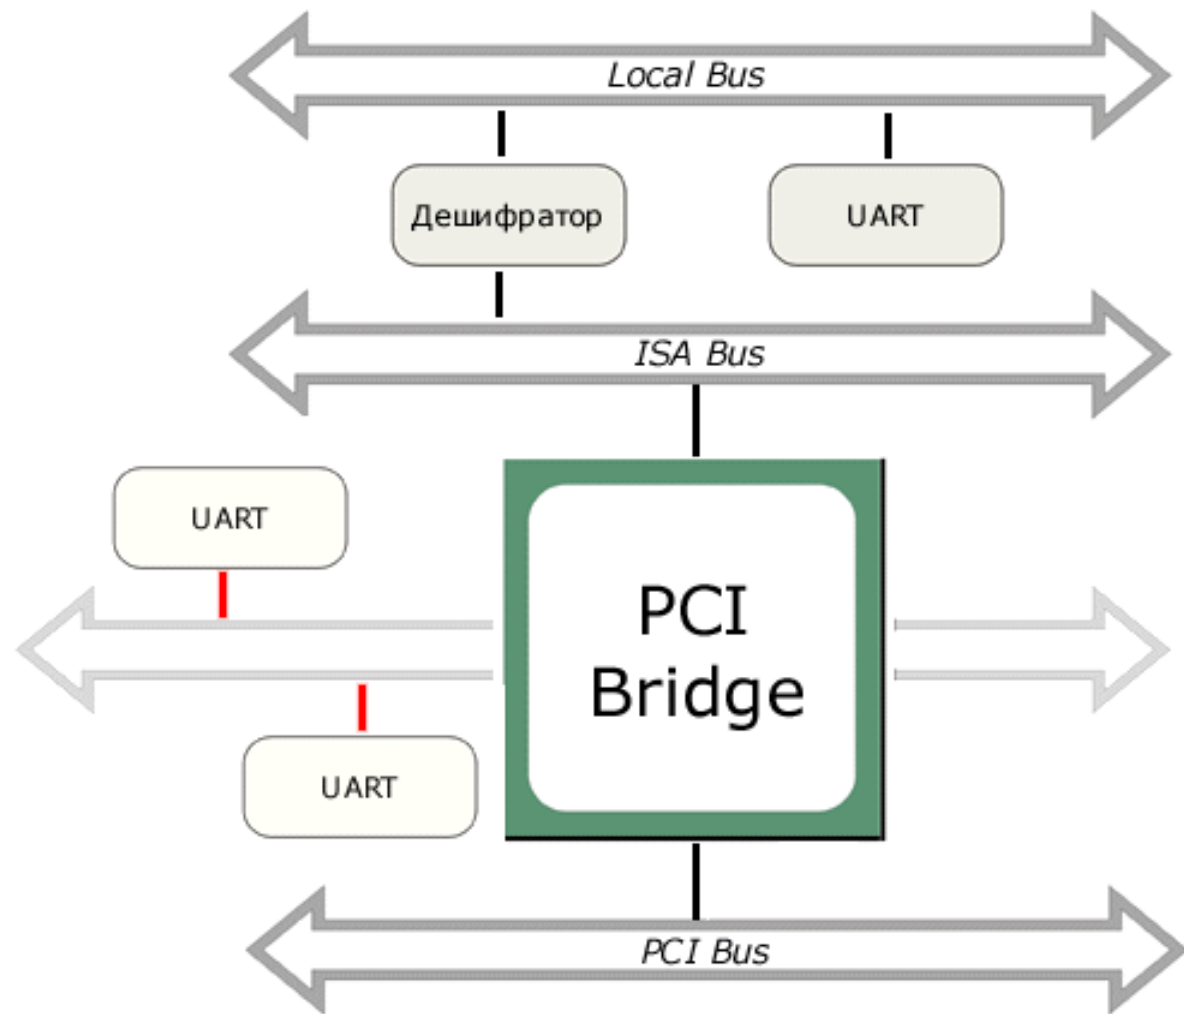 Local Bus
Дешифратор
UART
ISA Bus
UART
PCI
Bridge
UART
PCI Bus